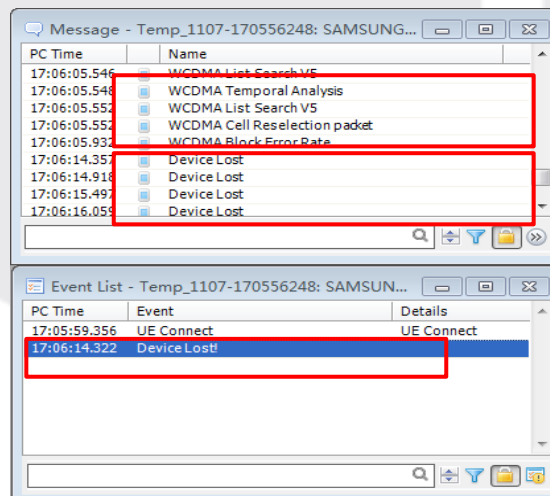 Message - Temp_1107-170556248: SAMSUNG...
PC Time Name
17:06:05.546 WCDMA List Search V5
17:06:05.548 WCDMA Temporal Analysis
17:06:05.552 WCDMA List Search V5
17:06:05.552 WCDMA Cell Reselection packet
17:06:05.932 WCDMA Block Error Rate
17:06:14.357 Device Lost
17:06:14.918 Device Lost
17:06:15.497 Device Lost
17:06:16.059 Device Lost
Event List - Temp_1107-170556248: SAMSUN...
PC Time Event Details
17:05:59.356 UE Connect UE Connect
17:06:14.322 Device Lost!